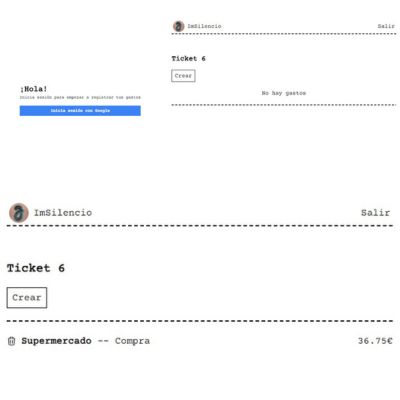 ImSilencio Salir
Ticket 6
Crear
No hay gastos
¡Hola!
Inicia sesión para empezar a registrar tus gastos
Inicia sesión con Google
ImSilencio Salir
Ticket 6
Crear
Supermercado -- Compra 36.75€